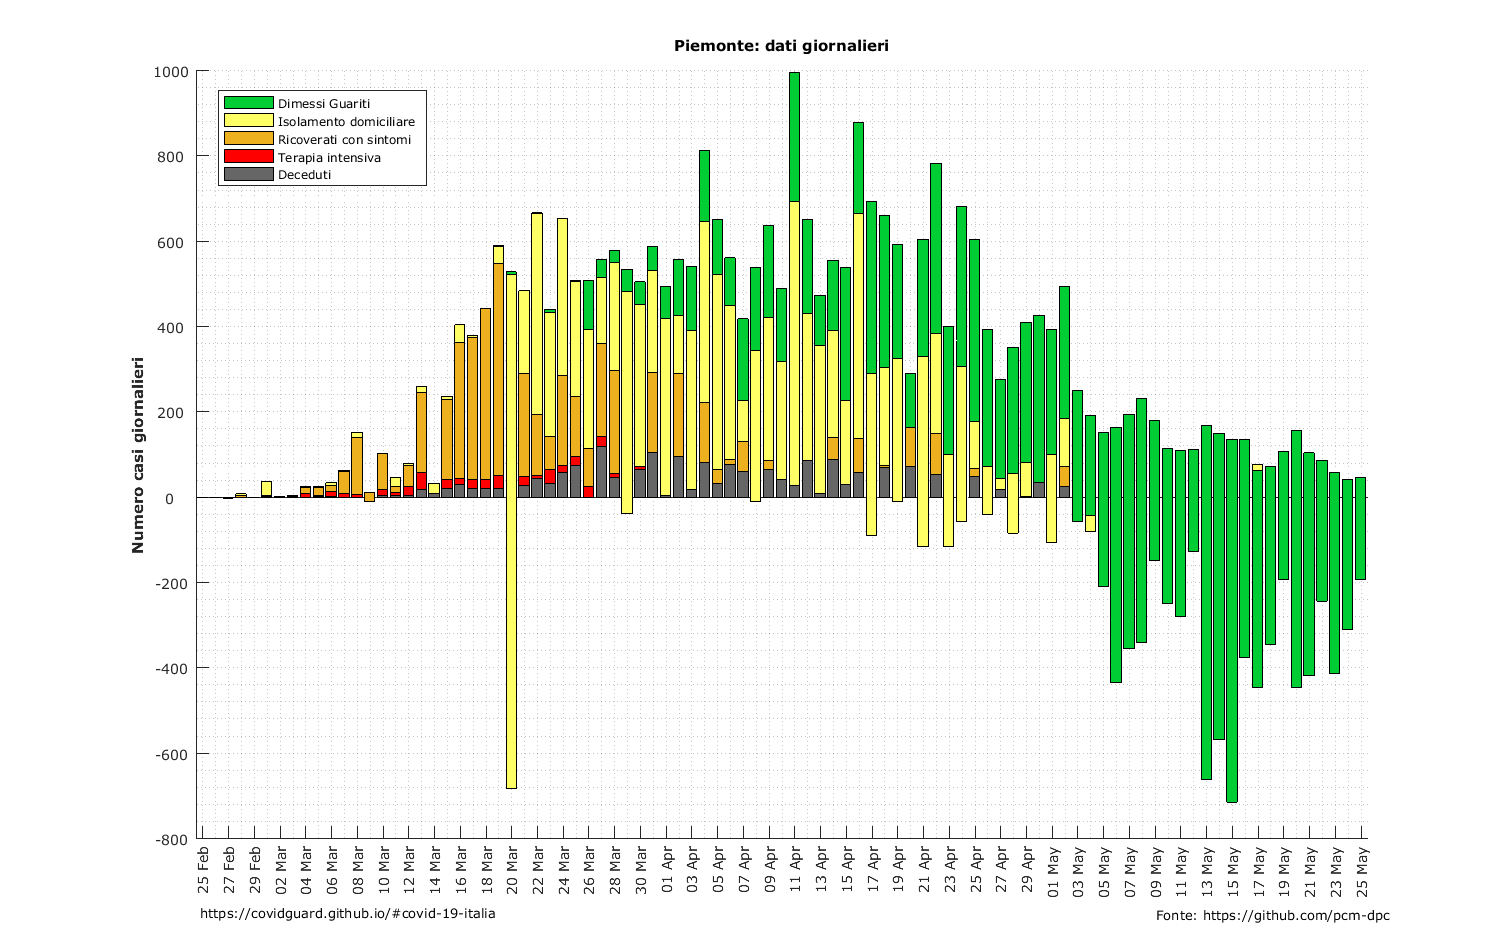 Piemonte: dati giornalieri
Numero casi giornalieri
1000
800
600
400
200
0
-200
-400
-600
-800
Dimessi Guariti
Isolamento domiciliare
Ricoverati con sintomi
Terapia intensiva
Deceduti
25 Feb
27 Feb
29 Feb
02 Mar
04 Mar
06 Mar
08 Mar
10 Mar
12 Mar
14 Mar
16 Mar
18 Mar
20 Mar
22 Mar
24 Mar
26 Mar
28 Mar
30 Mar
01 Apr
03 Apr
05 Apr
07 Apr
09 Apr
11 Apr
13 Apr
15 Apr
17 Apr
19 Apr
21 Apr
23 Apr
25 Apr
27 Apr
29 Apr
01 May
03 May
05 May
07 May
09 May
11 May
13 May
15 May
17 May
19 May
21 May
23 May
25 May
https://covidguard.github.io/#covid-19-italia
Fonte: https://github.com/pcm-dpc